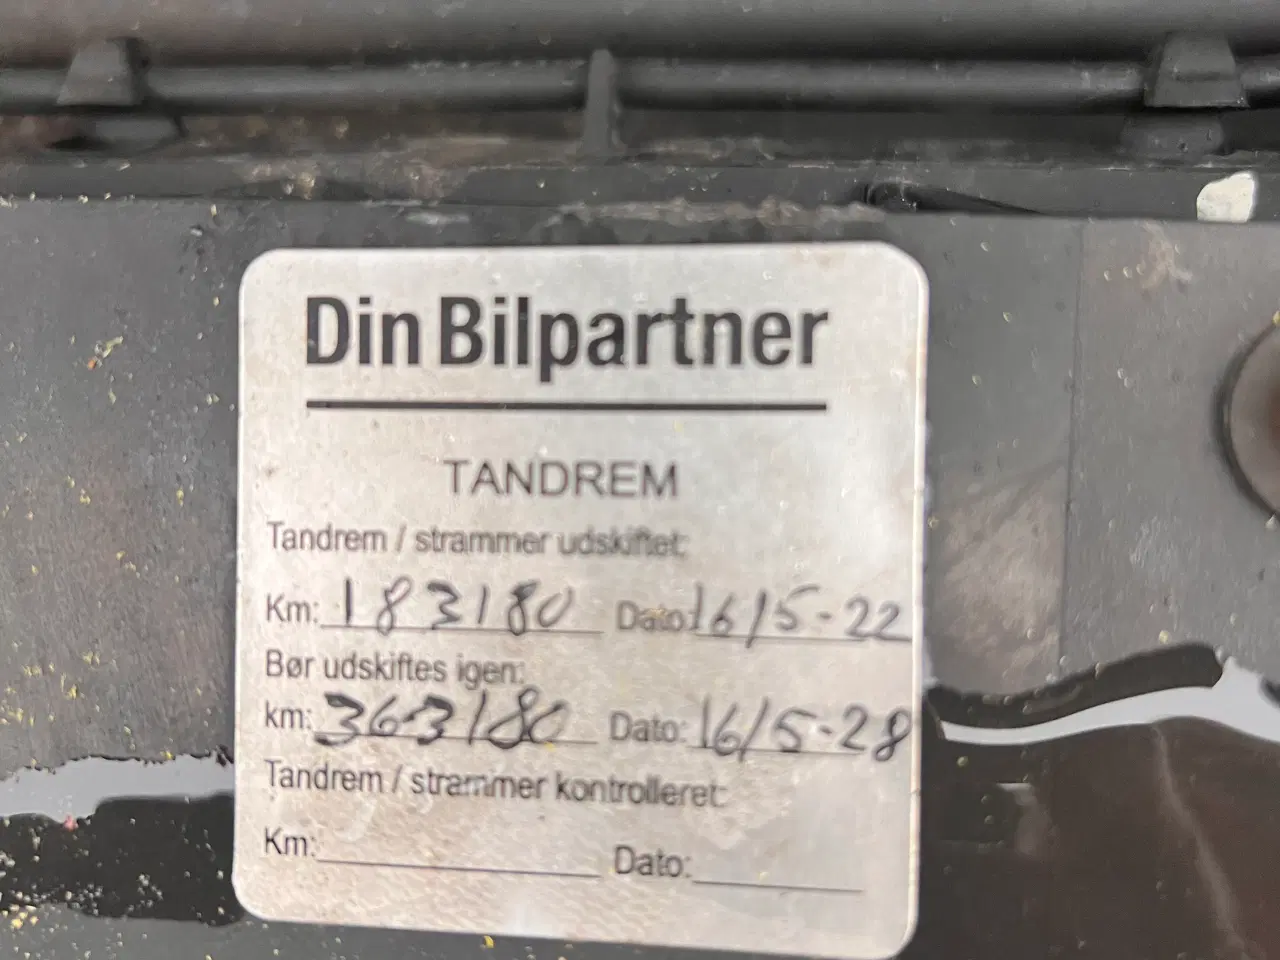 Din Bilpartner
TANDREM
Tandrem / strammer udskiftet:
Km: 183180 Dato: 16/5-22
Bør udskiftes igen:
km: 363180 Dato: 16/5-28
Tandrem / strammer kontrolleret:
Km: Dato: